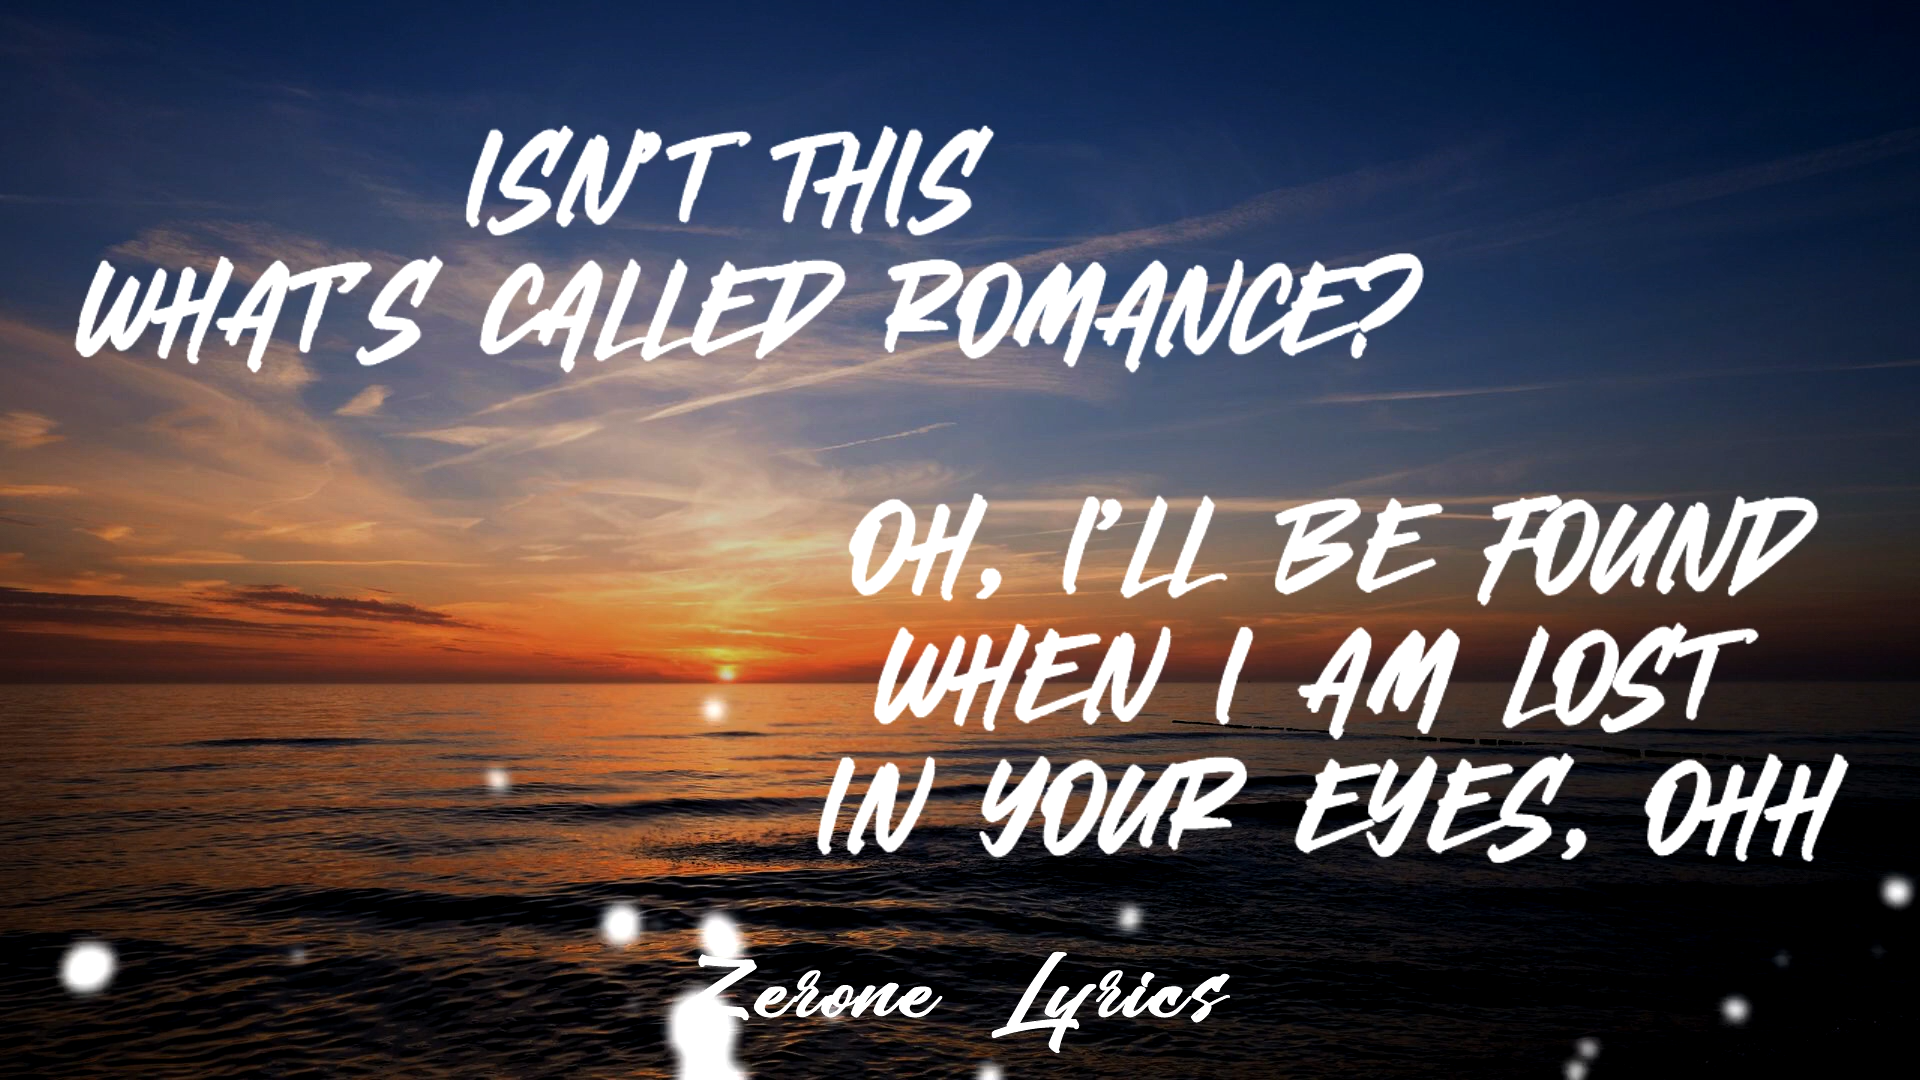 ISN'T THIS
WHAT'S CALLED ROMANCE?
OH, I'LL BE FOUND
WHEN I AM LOST
IN YOUR EYES, OHH
Zerone Lyrics